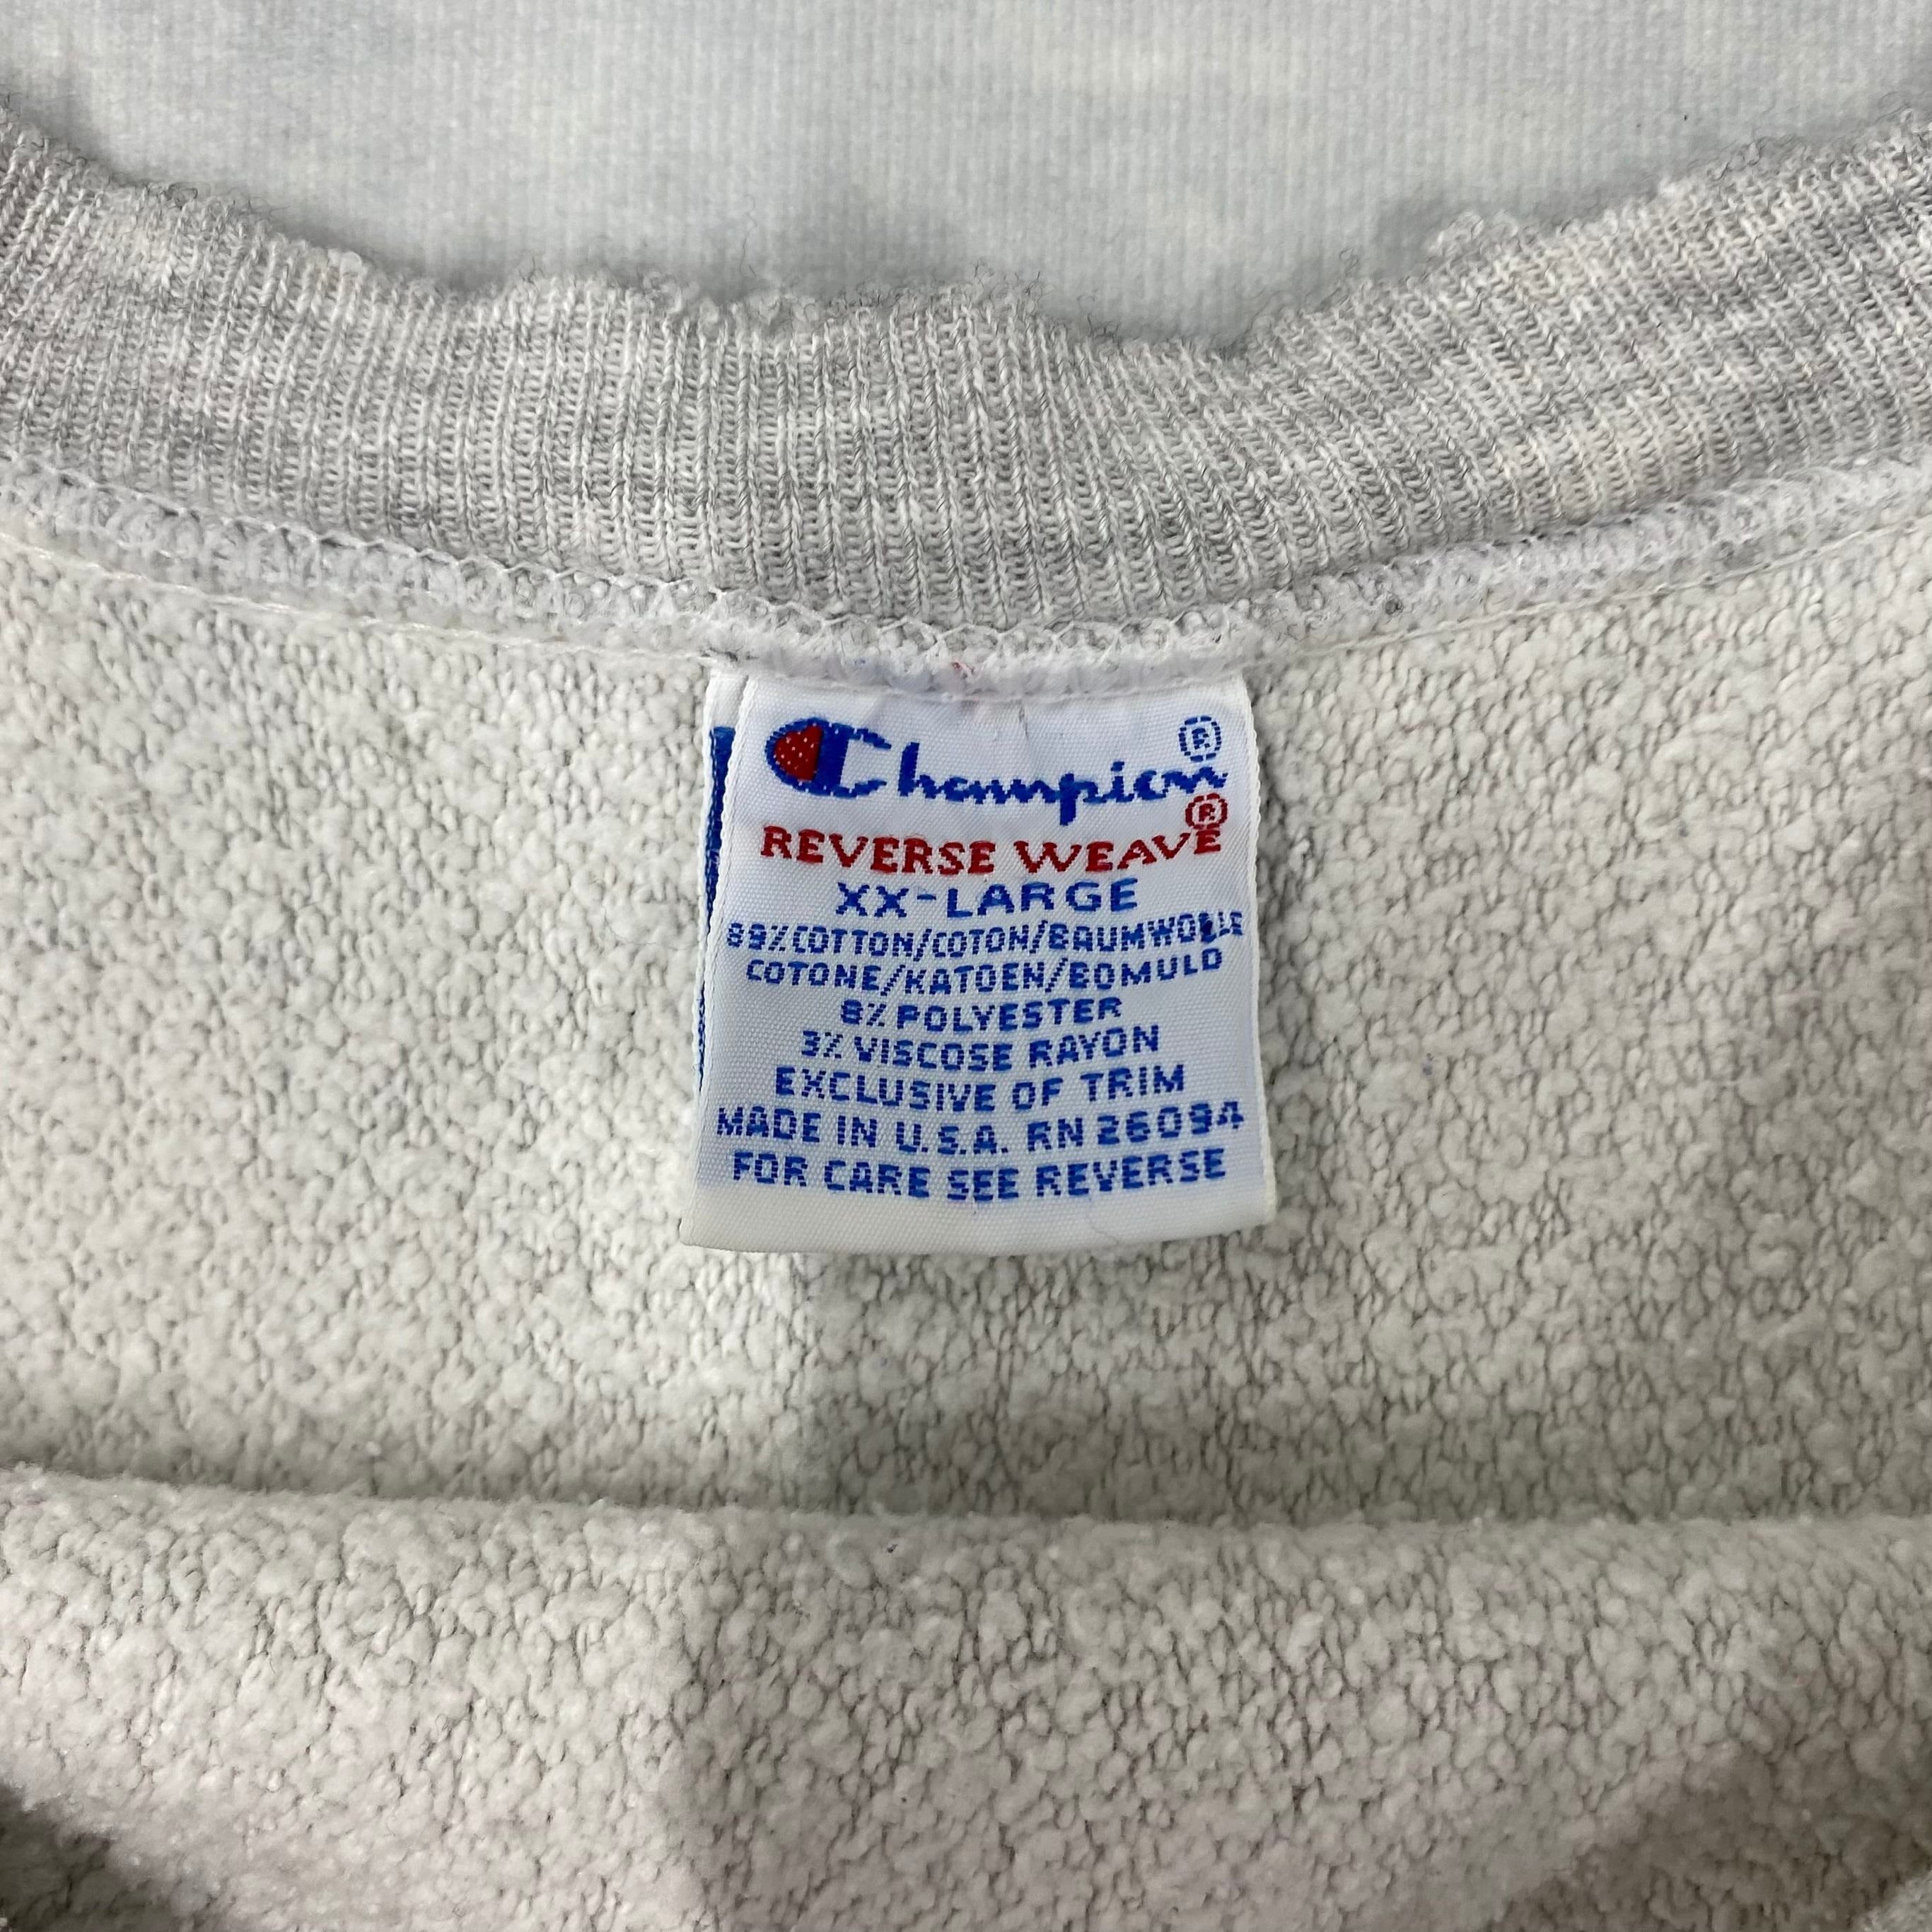 Champion®
REVERSE WEAVE®
XX-LARGE
89% COTTON/COTON/BAUMWOLLE
COTONE/KATOEN/BOMULD
8% POLYESTER
3% VISCOSE RAYON
EXCLUSIVE OF TRIM
MADE IN U.S.A. RN 26094
FOR CARE SEE REVERSE